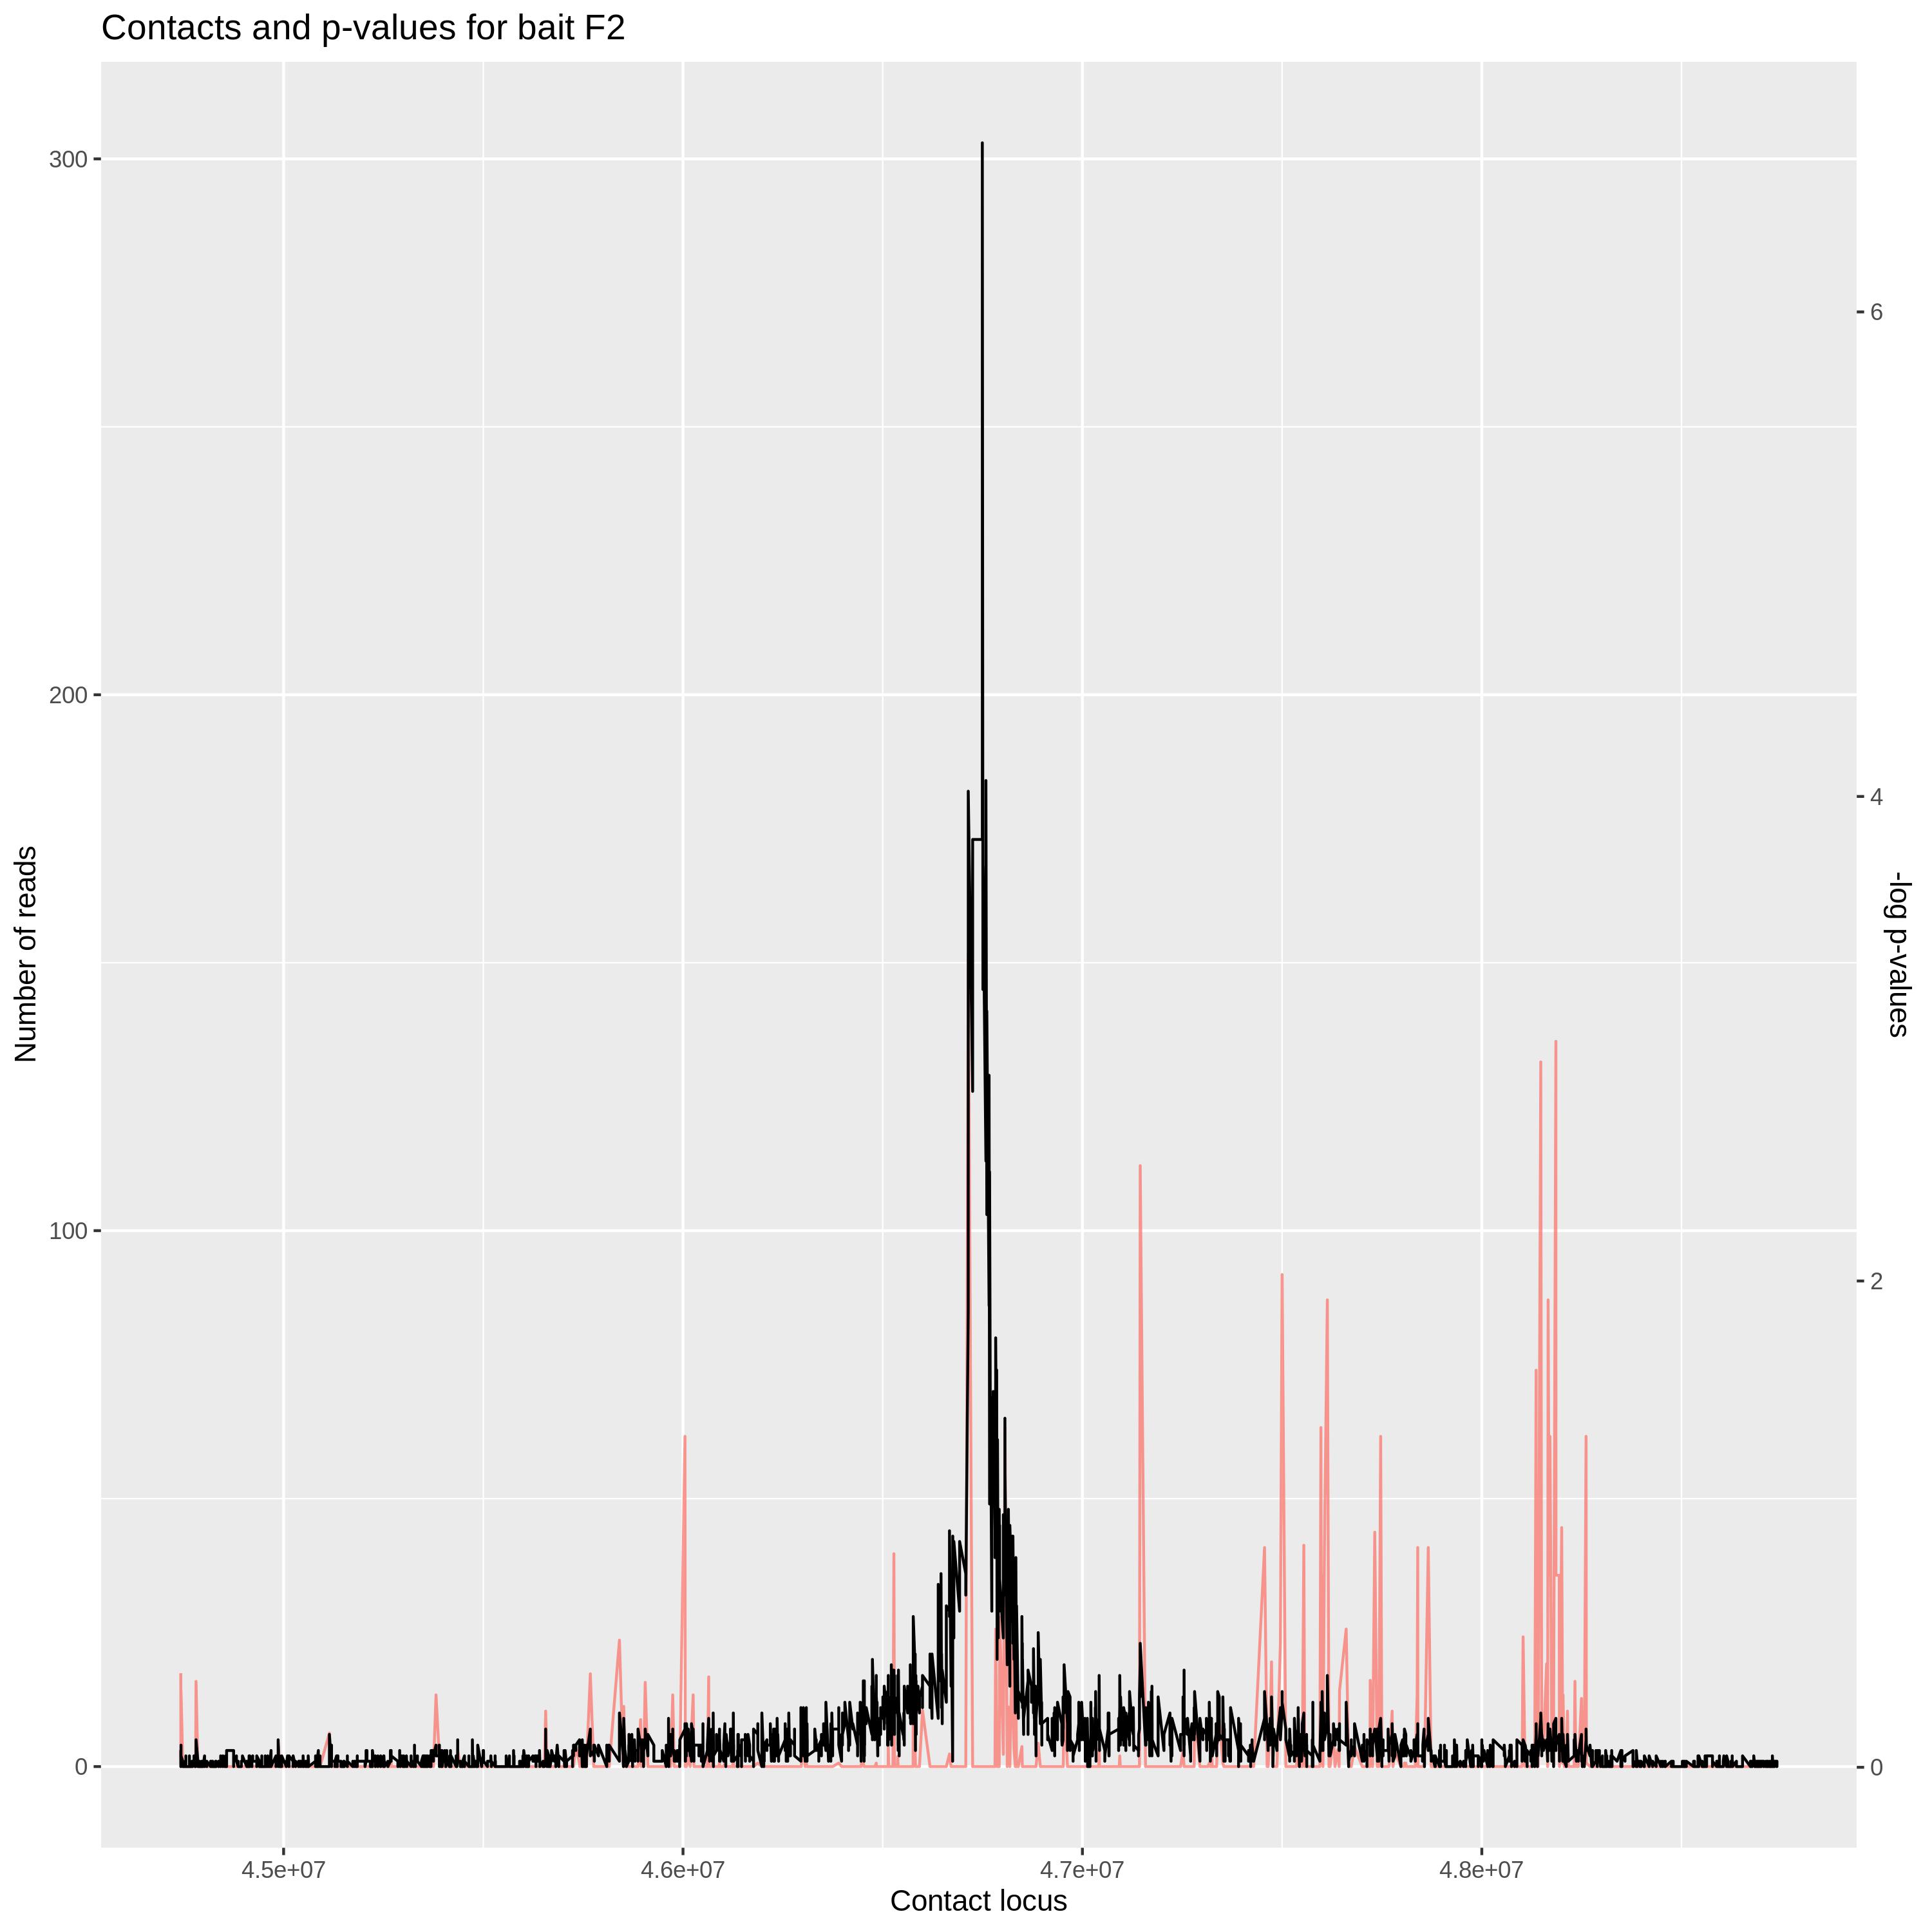 Contacts and p-values for bait F2
300
200
100
0
Number of reads
6
4
2
0
-log p-values
4.5e+07
4.6e+07
4.7e+07
4.8e+07
Contact locus